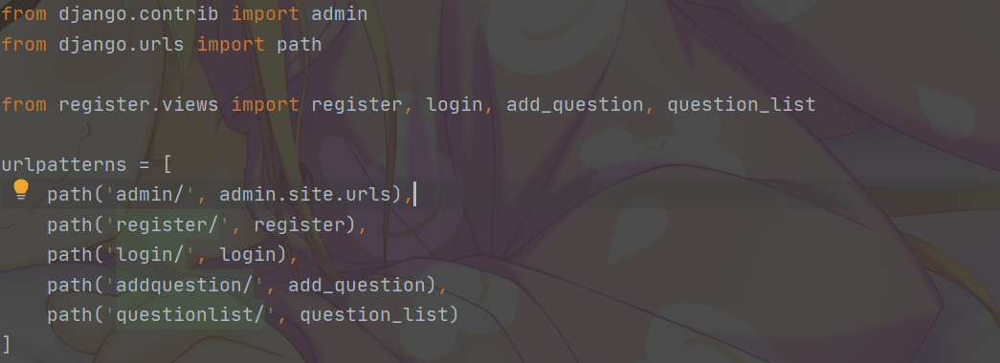 from django.contrib import admin
from django.urls import path
from register.views import register, login, add_question, question_list
urlpatterns = [
path('admin/', admin.site.urls),
path('register/', register),
path('login/', login),
path('addquestion/', add_question),
path('questionlist/', question_list)
]